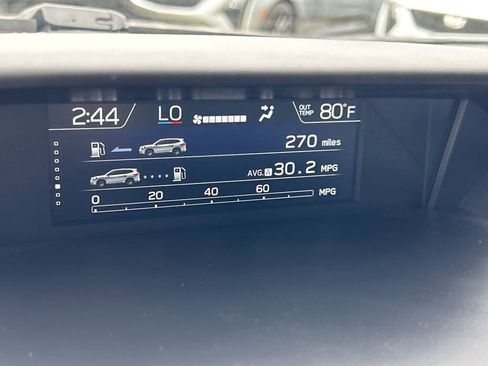 2:44 LO OUT TEMP 80°F
270 miles
AVG. A 30.2 MPG
0 20 40 60 MPG